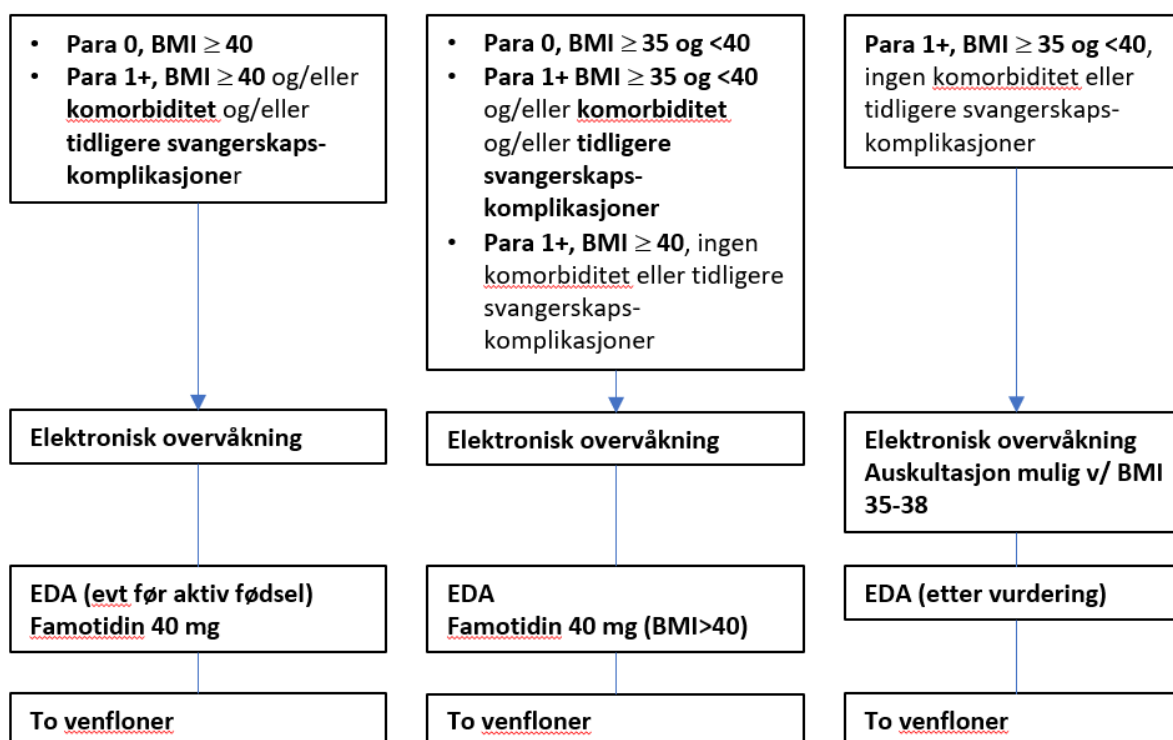 • Para 0, BMI ≥ 40
• Para 1+, BMI ≥ 40 og/eller
komorbiditet og/eller
tidligere svangerskaps-
komplikasjoner
• Para 0, BMI ≥ 35 og <40
• Para 1+ BMI ≥ 35 og <40
og/eller komorbiditet
og/eller tidligere
svangerskaps-
komplikasjoner
• Para 1+, BMI ≥ 40, ingen
komorbiditet eller tidligere
svangerskaps-
komplikasjoner
Para 1+, BMI ≥ 35 og <40,
ingen komorbiditet eller
tidligere svangerskaps-
komplikasjoner
Elektronisk overvåkning
Elektronisk overvåkning
Elektronisk overvåkning
Auskultasjon mulig v/ BMI
35-38
EDA (evt før aktiv fødsel)
Famotidin 40 mg
EDA
Famotidin 40 mg (BMI>40)
EDA (etter vurdering)
To venfloner
To venfloner
To venfloner